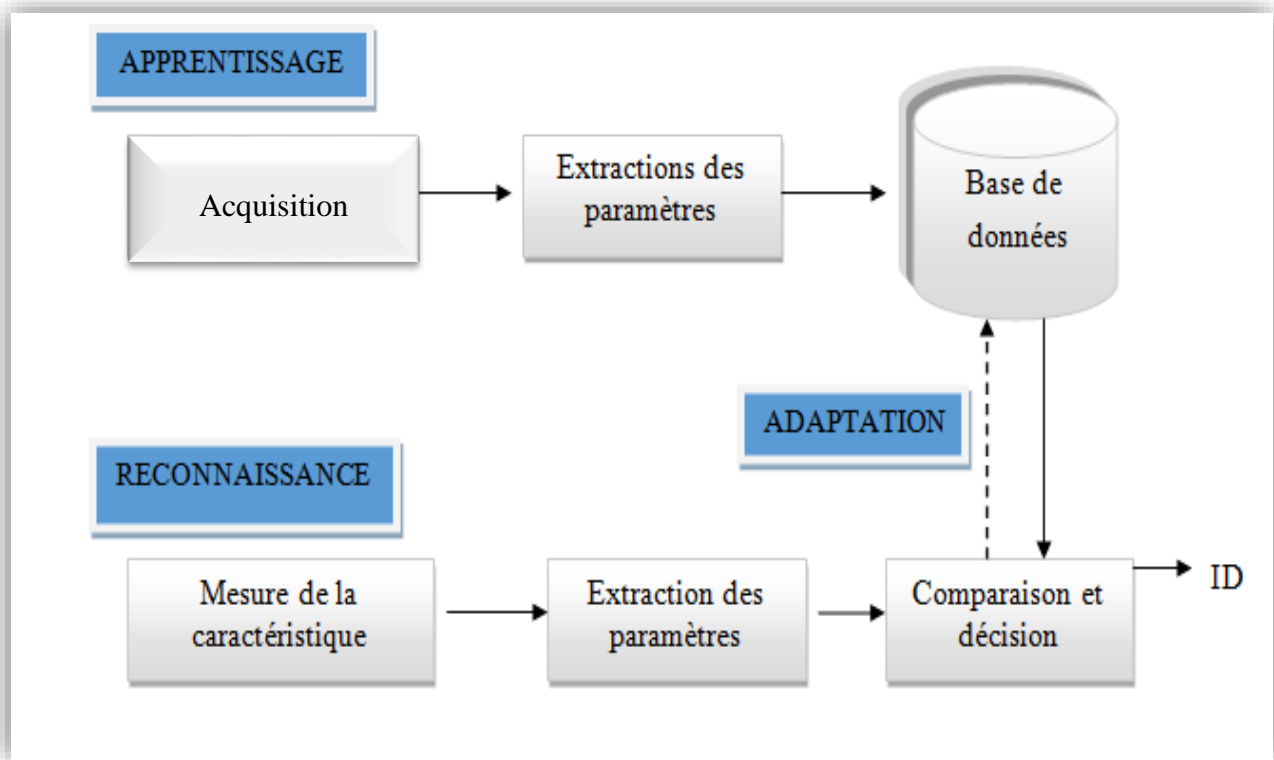 APPRENTISSAGE
Acquisition
Extractions des
paramètres
Base de
données
ADAPTATION
RECONNAISSANCE
Mesure de la
caractéristique
Extraction des
paramètres
Comparaison et
décision
ID